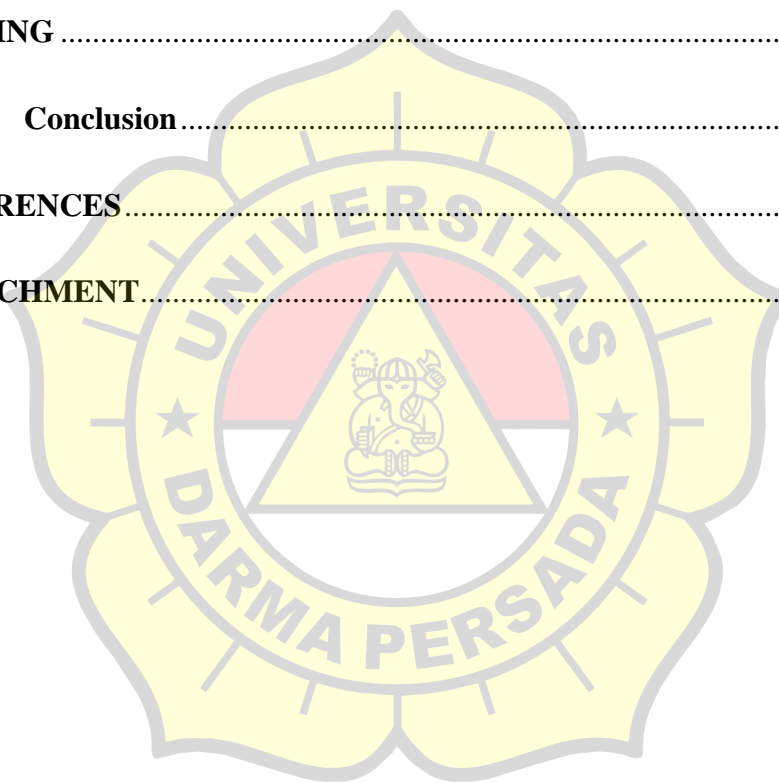 ING ........................................................................................
Conclusion ........................................................................................
RENCES ........................................................................................
CHMENT ........................................................................................
UNIVERSITAS
DARMA PERSADA